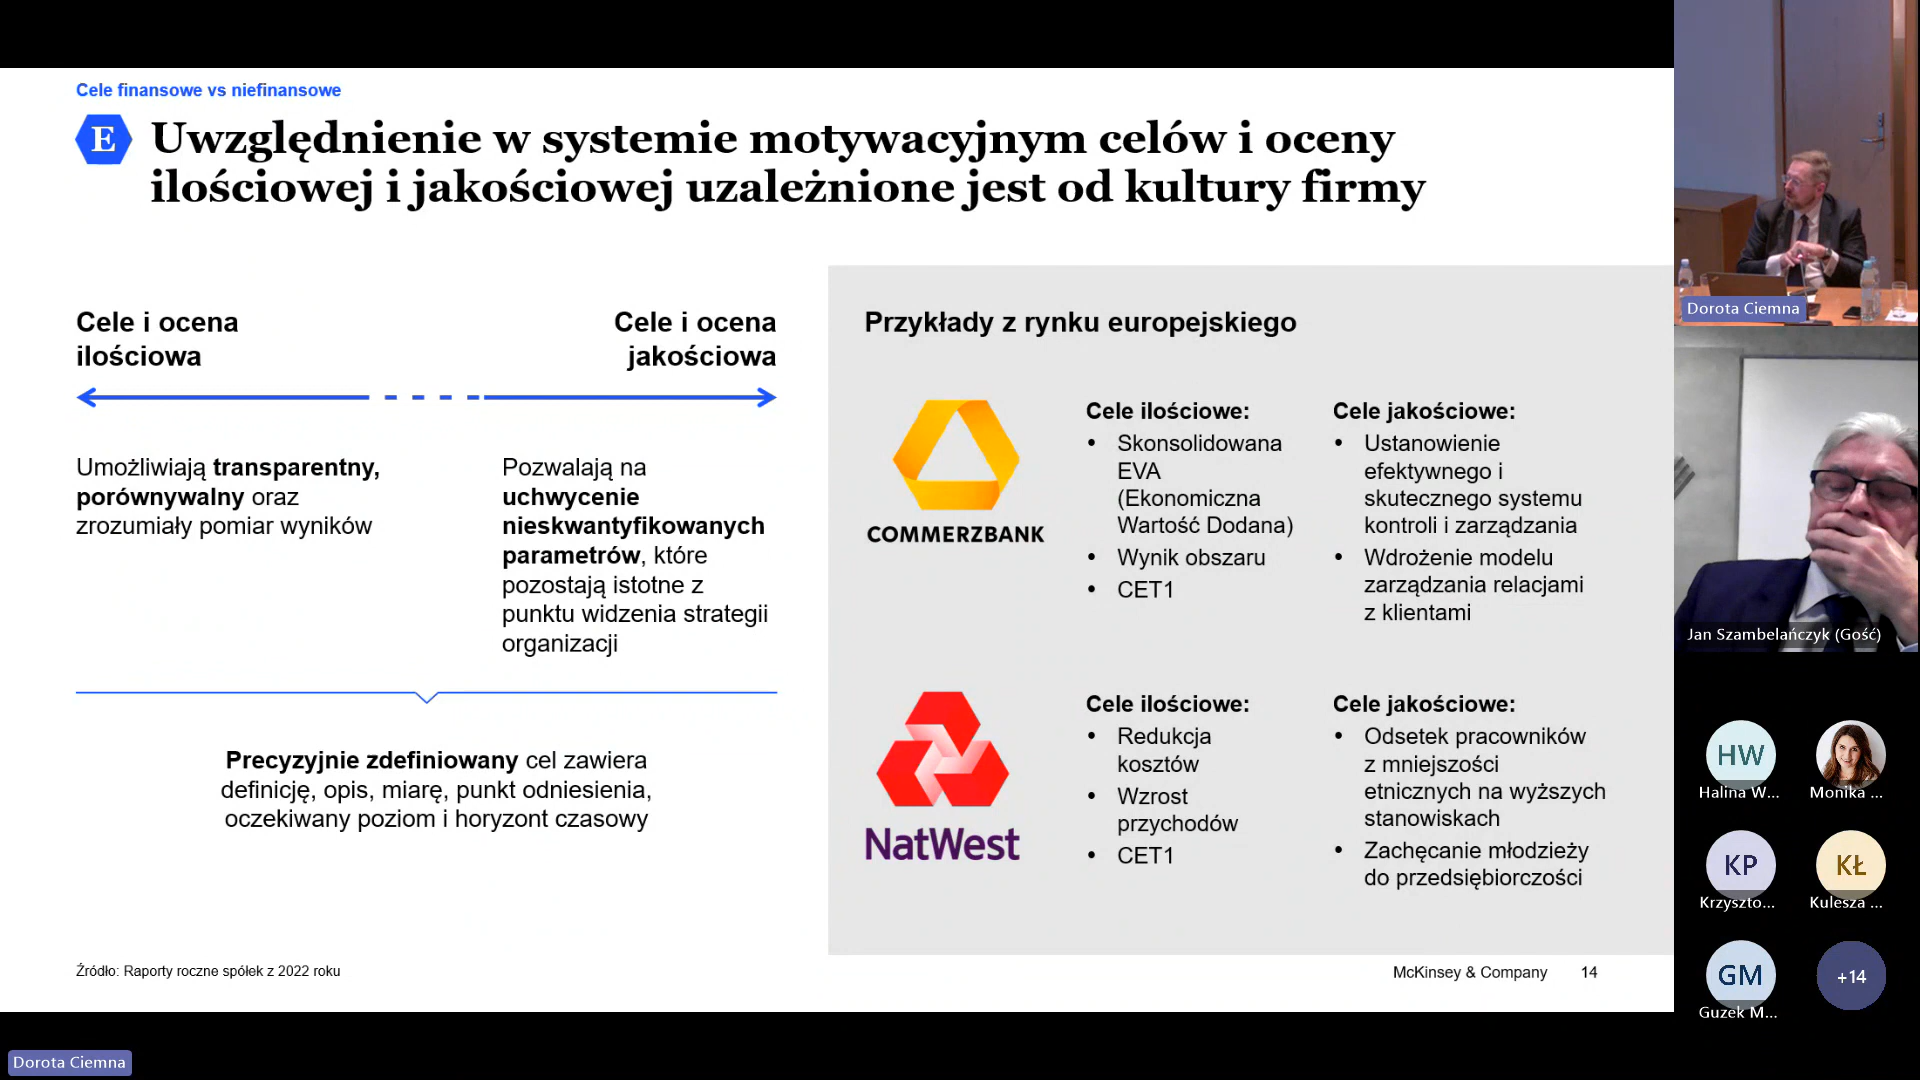 Cele finansowe vs niefinansowe
E
Uwzględnienie w systemie motywacyjnym celów i oceny
ilościowej i jakościowej uzależnione jest od kultury firmy
Cele i ocena
ilościowa
Cele i ocena
jakościowa
Umożliwiają transparentny,
porównywalny oraz
zrozumiały pomiar wyników
Pozwalają na
uchwycenie
nieskwantyfikowanych
parametrów, które
pozostają istotne z
punktu widzenia strategii
organizacji
Precyzyjnie zdefiniowany cel zawiera
definicję, opis, miarę, punkt odniesienia,
oczekiwany poziom i horyzont czasowy
Przykłady z rynku europejskiego
COMMERZBANK
Cele ilościowe:
• Skonsolidowana
EVA
(Ekonomiczna
Wartość Dodana)
• Wynik obszaru
• CET1
Cele jakościowe:
• Ustanowienie
efektywnego i
skutecznego systemu
kontroli i zarządzania
• Wdrożenie modelu
zarządzania relacjami
z klientami
NatWest
Cele ilościowe:
• Redukcja
kosztów
• Wzrost
przychodów
• CET1
Cele jakościowe:
• Odsetek pracowników
z mniejszości
etnicznych na wyższych
stanowiskach
• Zachęcanie młodzieży
do przedsiębiorczości
Źródło: Raporty roczne spółek z 2022 roku
McKinsey & Company 14
Dorota Ciemna
Jan Szambelańczyk (Gość)
HW
Halina W...
Monika ...
KP
Krzyszto...
KŁ
Kulesza ...
GM
Guzek M...
+14
Dorota Ciemna